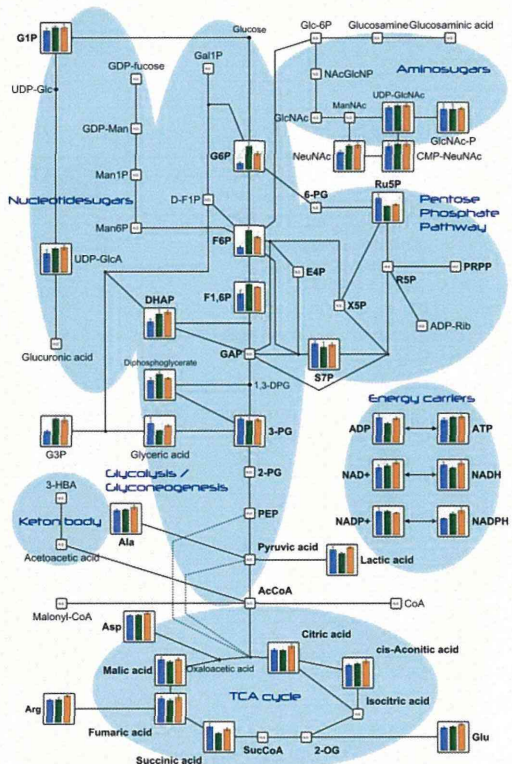 Glucose
Glc-6P
Glucosamine
Glucosaminic acid
G1P
GDP-fucose
Gal1P
NAcGlcNP
Aminosugars
UDP-Glc
UDP-GlcNAc
ManNAc
GlcNAc
GDP-Man
GlcNAc-P
G6P
NeuNAc
CMP-NeuNAc
Man1P
6-PG
Ru5P
Nucleotidesugars
D-F1P
Pentose
Phosphate
Pathway
Man6P
F6P
UDP-GlcA
E4P
R5P
PRPP
DHAP
F1,6P
X5P
ADP-Rib
Glucuronic acid
GAP
S7P
Diphosphoglycerate
1,3-DPG
Energy carriers
ADP
ATP
G3P
Glyceric acid
3-PG
NAD+
NADH
Glycolysis /
Glyconeogenesis
2-PG
3-HBA
Keton body
PEP
NADP+
NADPH
Ala
Acetoacetic acid
Pyruvic acid
Lactic acid
AcCoA
Malonyl-CoA
CoA
Asp
Citric acid
cis-Aconitic acid
Malic acid
Oxaloacetic acid
TCA cycle
Isocitric acid
Arg
Fumaric acid
SucCoA
2-OG
Glu
Succinic acid